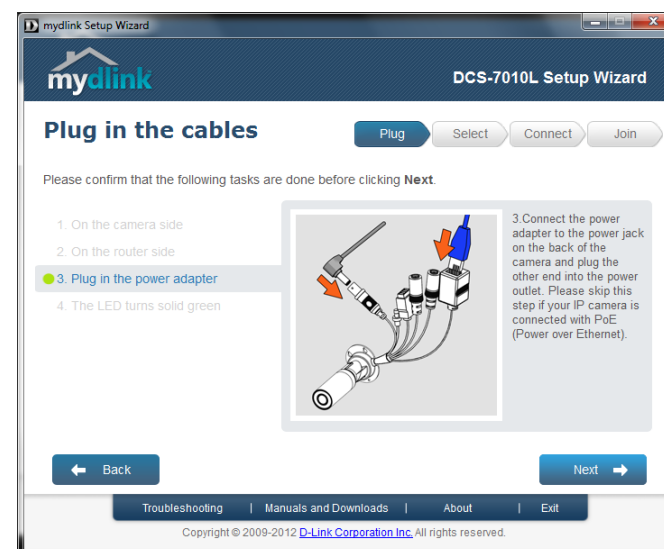 mydlink Setup Wizard
mydlink
DCS-7010L Setup Wizard
Plug in the cables
Plug
Select
Connect
Join
Please confirm that the following tasks are done before clicking Next.
1. On the camera side
2. On the router side
3. Plug in the power adapter
4. The LED turns solid green
3.Connect the power
adapter to the power jack
on the back of the
camera and plug the
other end into the power
outlet. Please skip this
step if your IP camera is
connected with PoE
(Power over Ethernet).
Back
Next
Troubleshooting | Manuals and Downloads | About | Exit
Copyright © 2009-2012 D-Link Corporation Inc. All rights reserved.